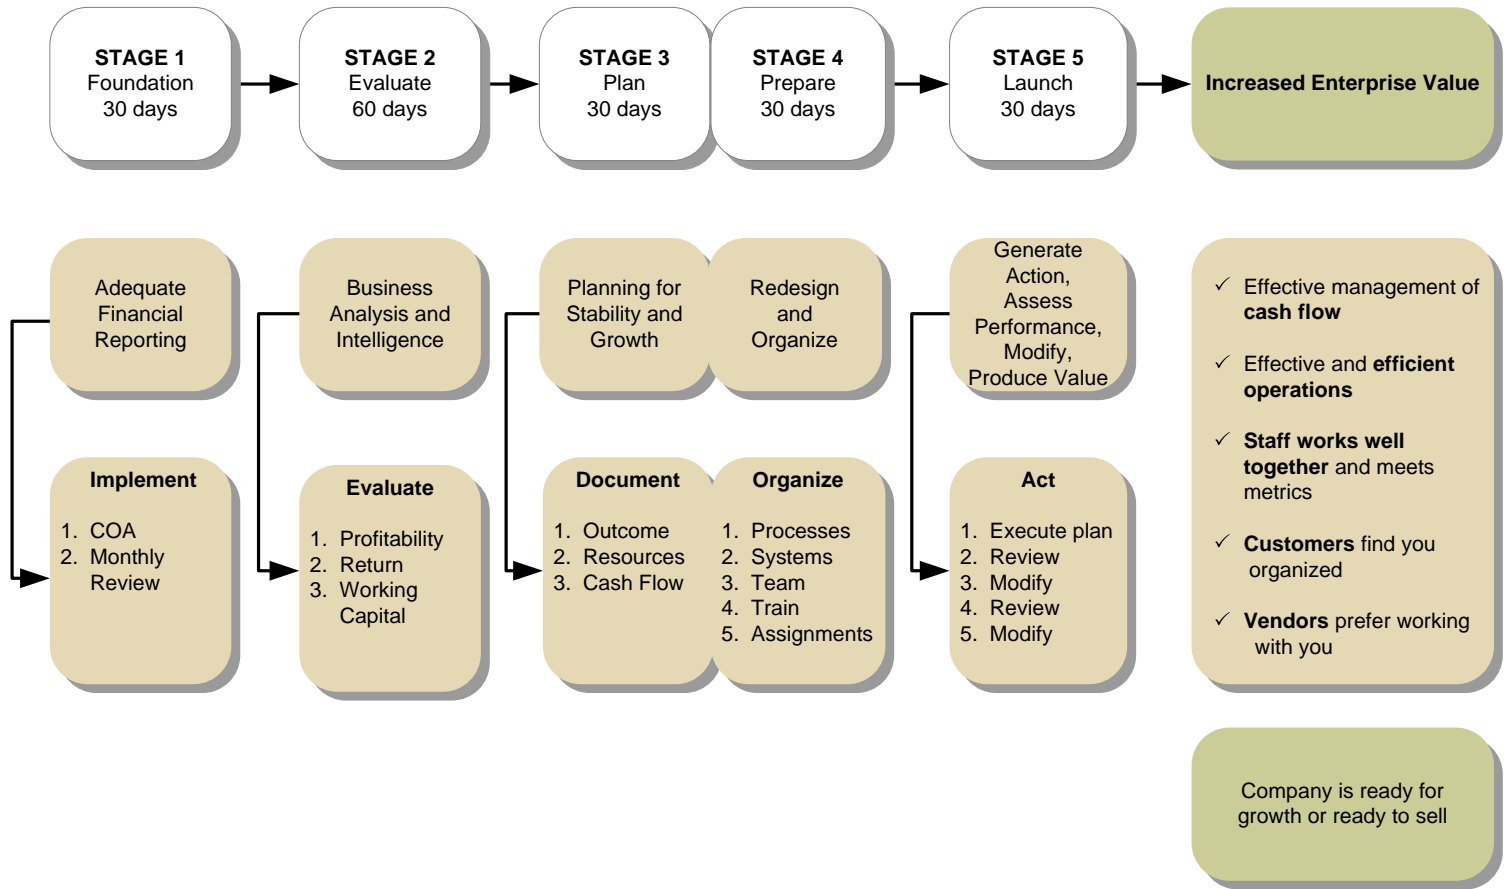 STAGE 1
Foundation
30 days
STAGE 2
Evaluate
60 days
STAGE 3
Plan
30 days
STAGE 4
Prepare
30 days
STAGE 5
Launch
30 days
Increased Enterprise Value
Adequate
Financial
Reporting
Business
Analysis and
Intelligence
Planning for
Stability and
Growth
Redesign
and
Organize
Generate
Action,
Assess
Performance,
Modify,
Produce Value
Implement
1. COA
2. Monthly
Review
Evaluate
1. Profitability
2. Return
3. Working
Capital
Document
1. Outcome
2. Resources
3. Cash Flow
Organize
1. Processes
2. Systems
3. Team
4. Train
5. Assignments
Act
1. Execute plan
2. Review
3. Modify
4. Review
5. Modify
✓ Effective management of
cash flow
✓ Effective and efficient
operations
✓ Staff works well
together and meets
metrics
✓ Customers find you
organized
✓ Vendors prefer working
with you
Company is ready for
growth or ready to sell